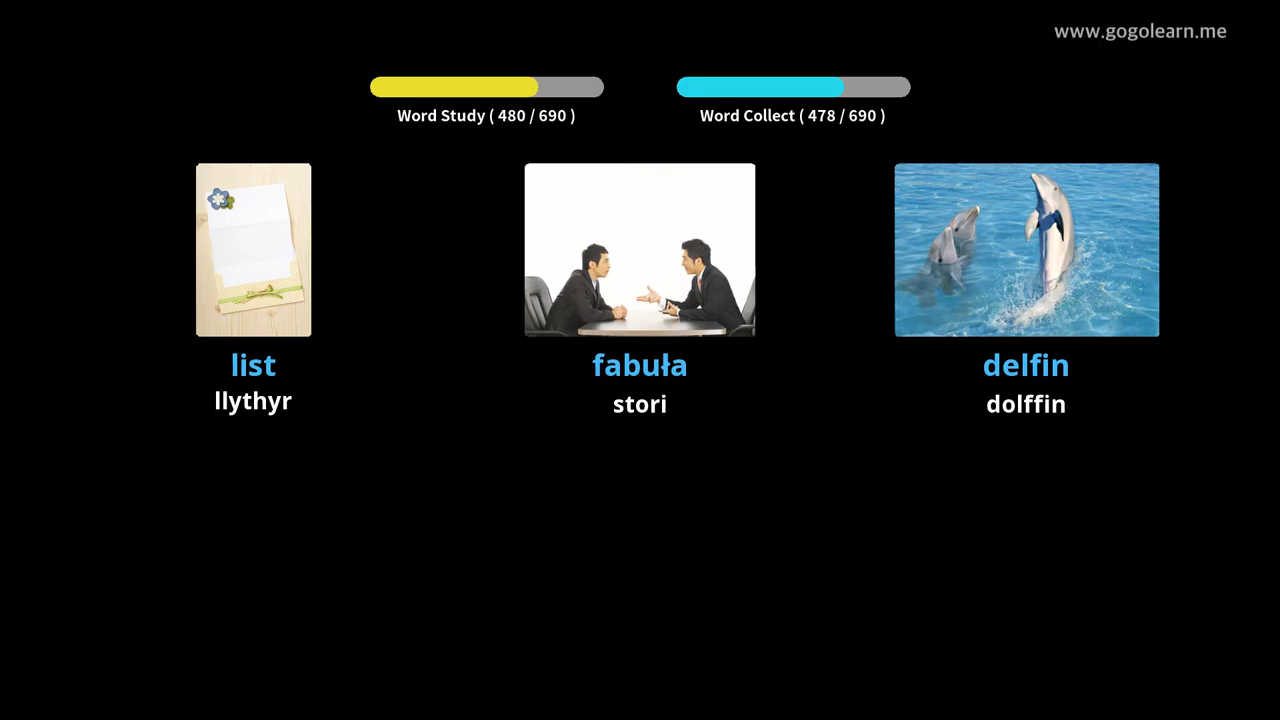 www.gogolearn.me
Word Study ( 480 / 690 )
Word Collect ( 478 / 690 )
list
llythyr
fabuła
stori
delfin
dolffin